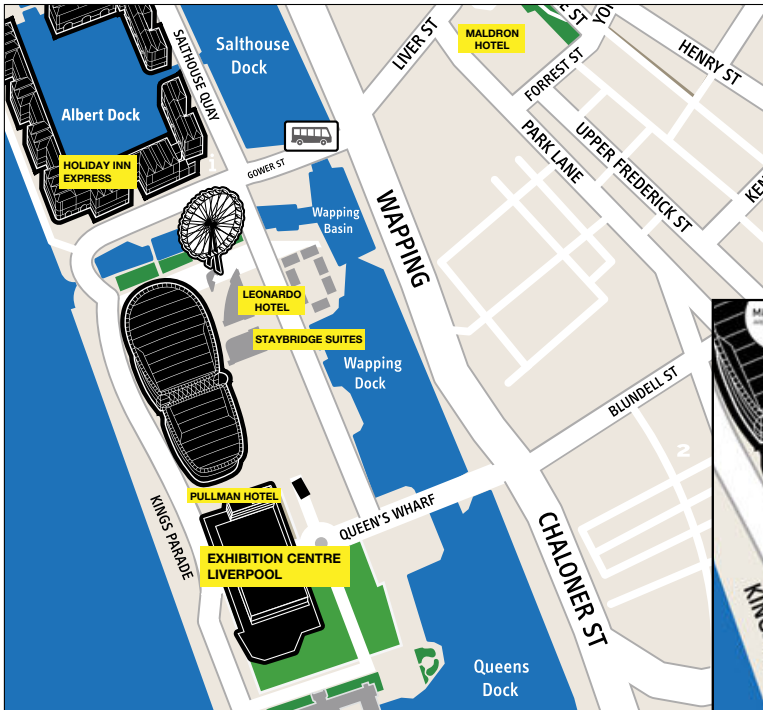 SALTHOUSE QUAY
Salthouse
Dock
LIVER ST
MALDRON
HOTEL
FORREST ST
HENRY ST
Albert Dock
PARK LANE
UPPER FREDERICK ST
HOLIDAY INN
EXPRESS
i
GOWER ST
WAPPING
Wapping
Basin
LEONARDO
HOTEL
STAYBRIDGE SUITES
Wapping
Dock
BLUNDELL ST
2
PULLMAN HOTEL
KINGS PARADE
QUEEN'S WHARF
EXHIBITION CENTRE
LIVERPOOL
CHALONER ST
Queens
Dock